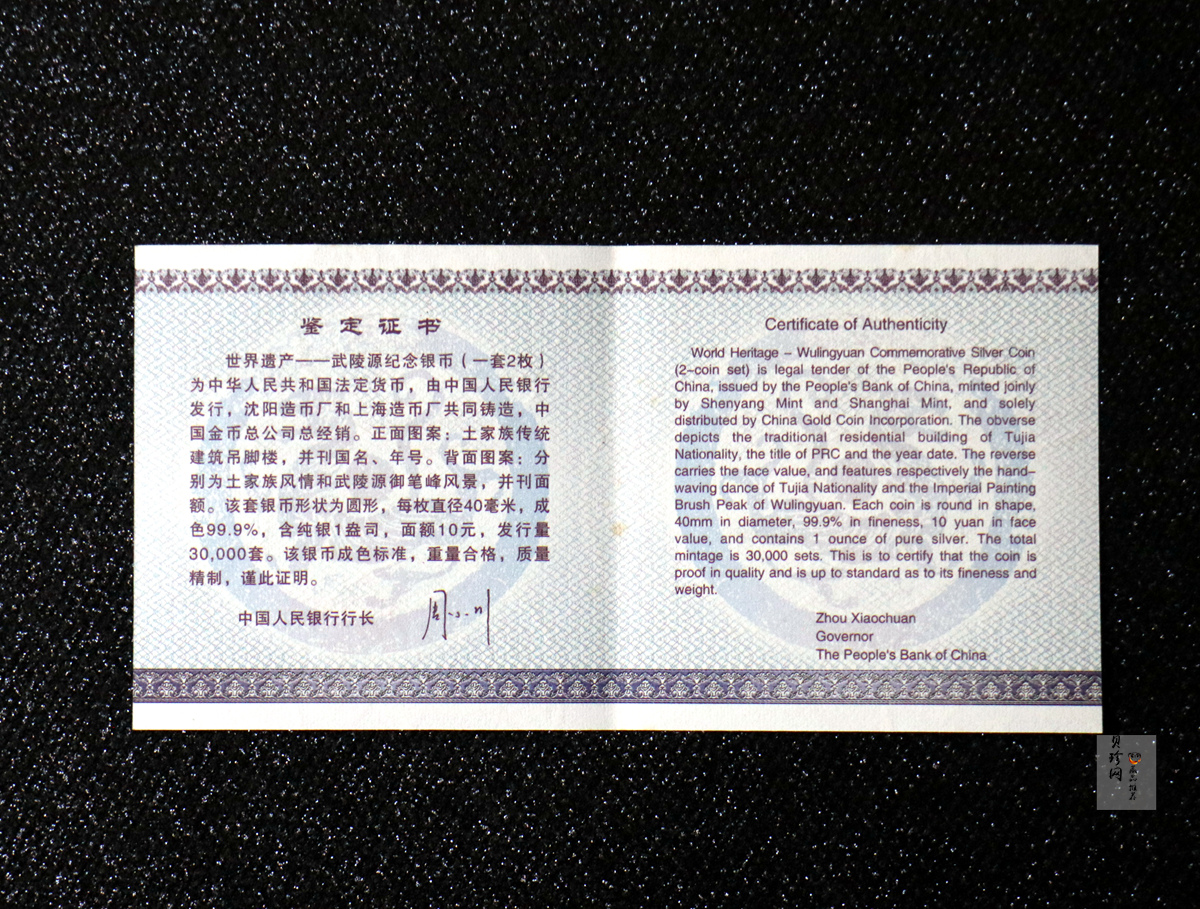 鉴定证书
世界遗产——武陵源纪念银币（一套2枚）
为中华人民共和国法定货币，由中国人民银行
发行，沈阳造币厂和上海造币厂共同铸造，中
国金币总公司总经销。正面图案：土家族传统
建筑吊脚楼，并刊国名、年号。背面图案：分
别为土家族风情和武陵源御笔峰风景，并刊面
额。该套银币形状为圆形，每枚直径40毫米，成
色99.9%，含纯银1盎司，面额10元，发行量
30,000套。该银币成色标准，重量合格，质量
精制，谨此证明。
中国人民银行行长
Certificate of Authenticity
World Heritage – Wulingyuan Commemorative Silver Coin
(2–coin set) is legal tender of the People's Republic of
China, issued by the People's Bank of China, minted joinly
by Shenyang Mint and Shanghai Mint, and solely
distributed by China Gold Coin Incorporation. The obverse
depicts the traditional residential building of Tujia
Nationality, the title of PRC and the year date. The reverse
carries the face value, and features respectively the hand–
waving dance of Tujia Nationality and the Imperial Painting
Brush Peak of Wulingyuan. Each coin is round in shape,
40mm in diameter, 99.9% in fineness, 10 yuan in face
value, and contains 1 ounce of pure silver. The total
mintage is 30,000 sets. This is to certify that the coin is
proof in quality and is up to standard as to its fineness and
weight.
Zhou Xiaochuan
Governor
The People's Bank of China
贝珍网